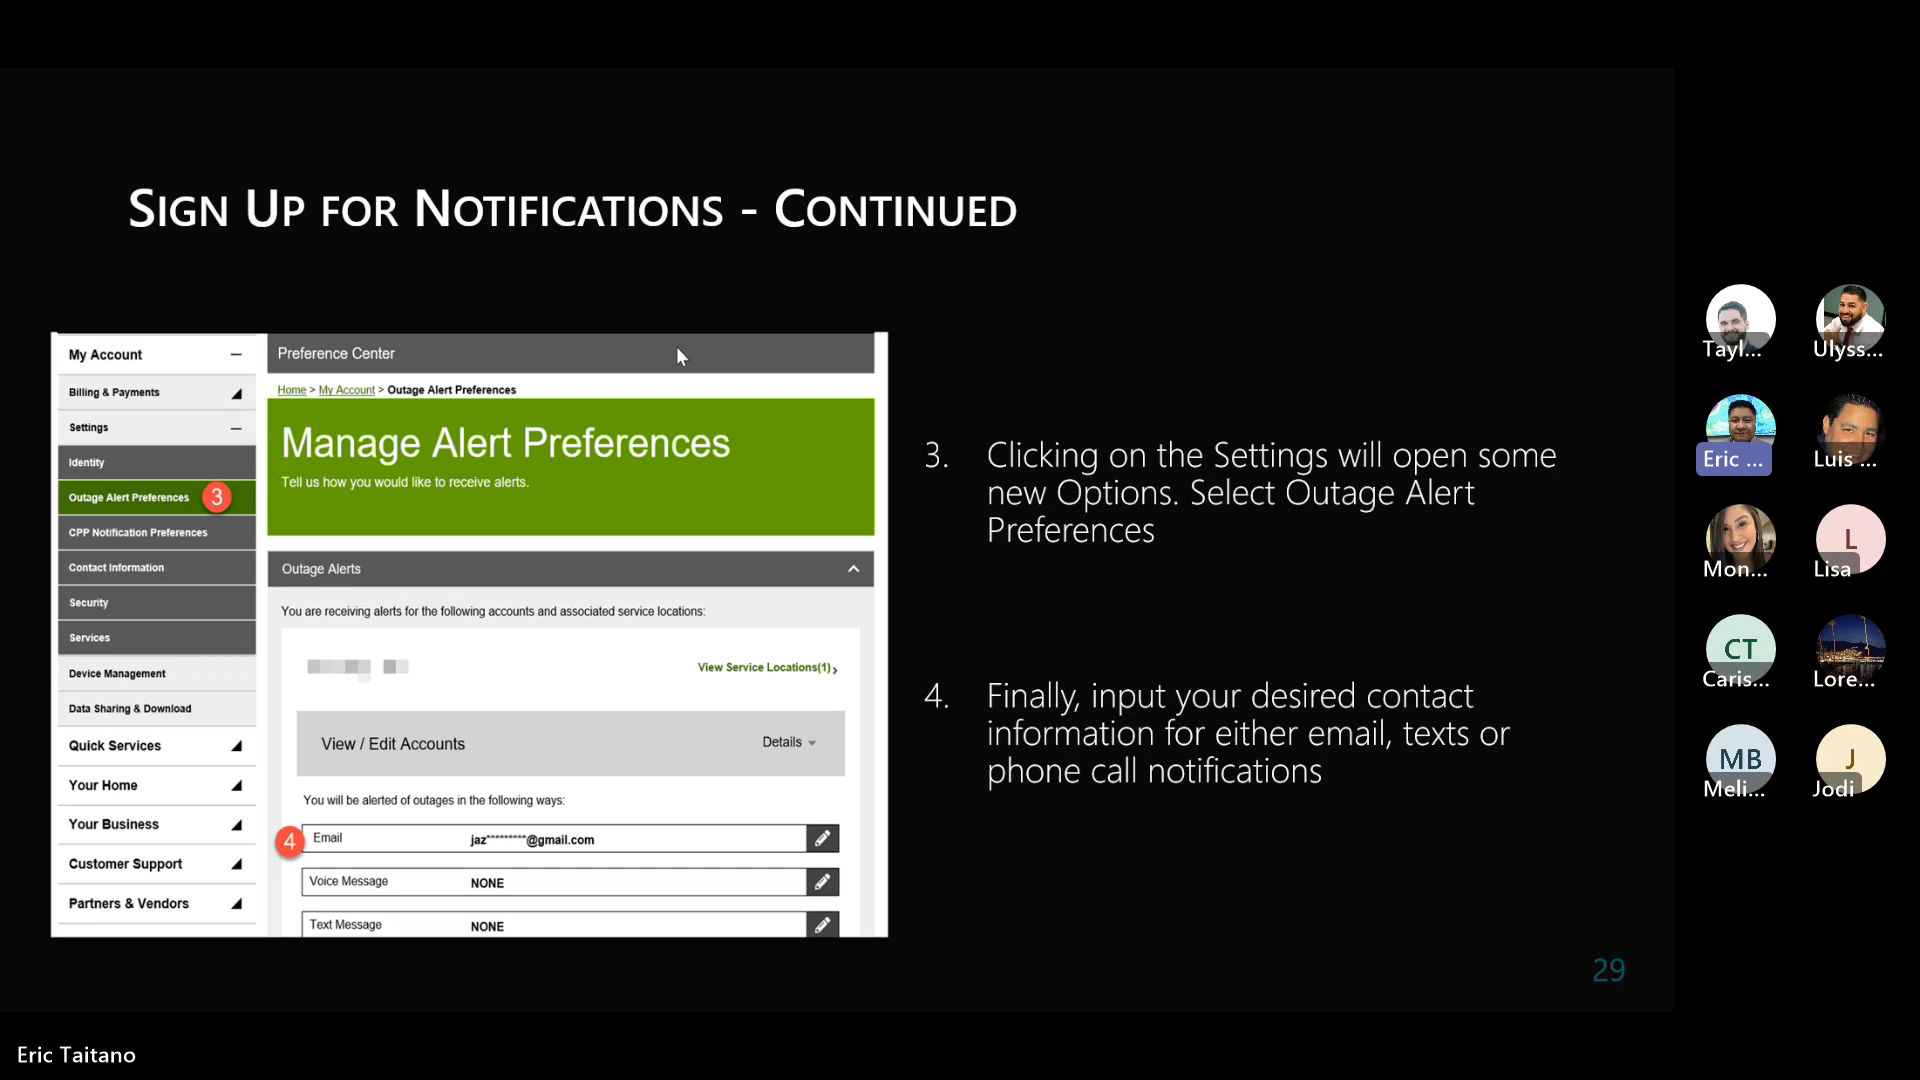 SIGN UP FOR NOTIFICATIONS - CONTINUED
My Account
Billing & Payments
Settings
Identity
Outage Alert Preferences
3
CPP Notification Preferences
Contact Information
Security
Services
Device Management
Data Sharing & Download
Quick Services
Your Home
Your Business
Customer Support
Partners & Vendors
Preference Center
Home > My Account > Outage Alert Preferences
Manage Alert Preferences
Tell us how you would like to receive alerts.
Outage Alerts
You are receiving alerts for the following accounts and associated service locations:
View Service Locations(1)
View / Edit Accounts
Details
You will be alerted of outages in the following ways:
4
Email jaz*********@gmail.com
Voice Message NONE
Text Message NONE
3. Clicking on the Settings will open some
new Options. Select Outage Alert
Preferences
4. Finally, input your desired contact
information for either email, texts or
phone call notifications
29
Tayl...
Ulyss...
Eric ...
Luis ...
Mon...
L
Lisa
CT
Caris...
Lore...
MB
Meli...
J
Jodi
Eric Taitano